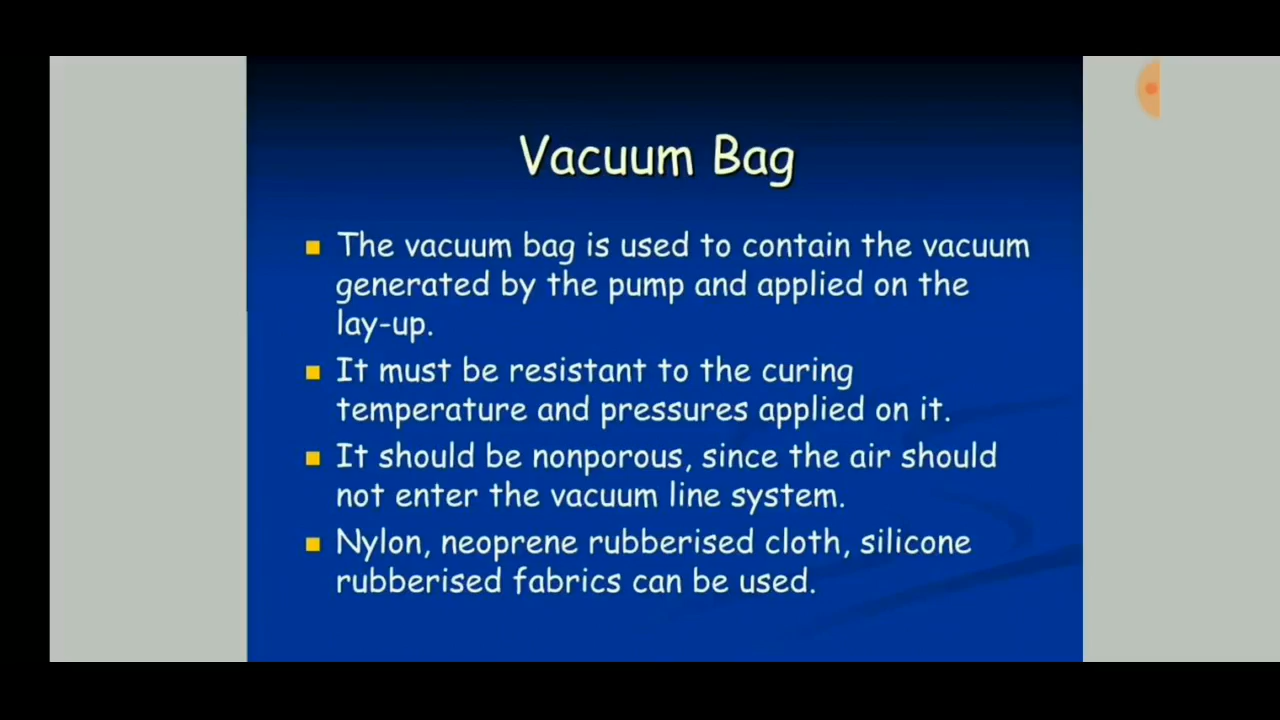 Vacuum Bag
The vacuum bag is used to contain the vacuum
generated by the pump and applied on the
lay-up.
It must be resistant to the curing
temperature and pressures applied on it.
It should be nonporous, since the air should
not enter the vacuum line system.
Nylon, neoprene rubberised cloth, silicone
rubberised fabrics can be used.